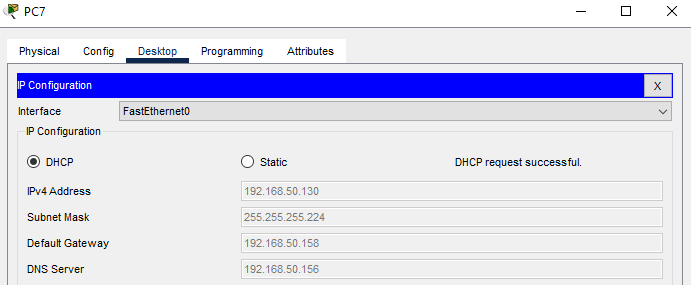 PC7
Physical Config Desktop Programming Attributes
IP Configuration X
Interface FastEthernet0
IP Configuration
DHCP Static DHCP request successful.
IPv4 Address 192.168.50.130
Subnet Mask 255.255.255.224
Default Gateway 192.168.50.158
DNS Server 192.168.50.156